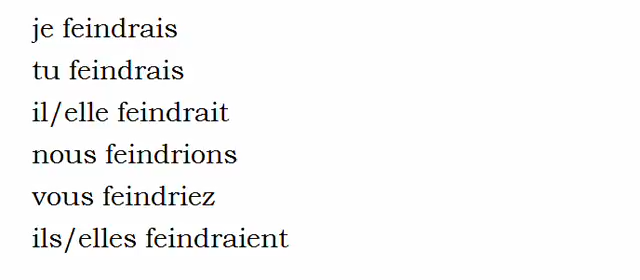 je feindrais
tu feindrais
il/elle feindrait
nous feindrions
vous feindriez
ils/elles feindraient